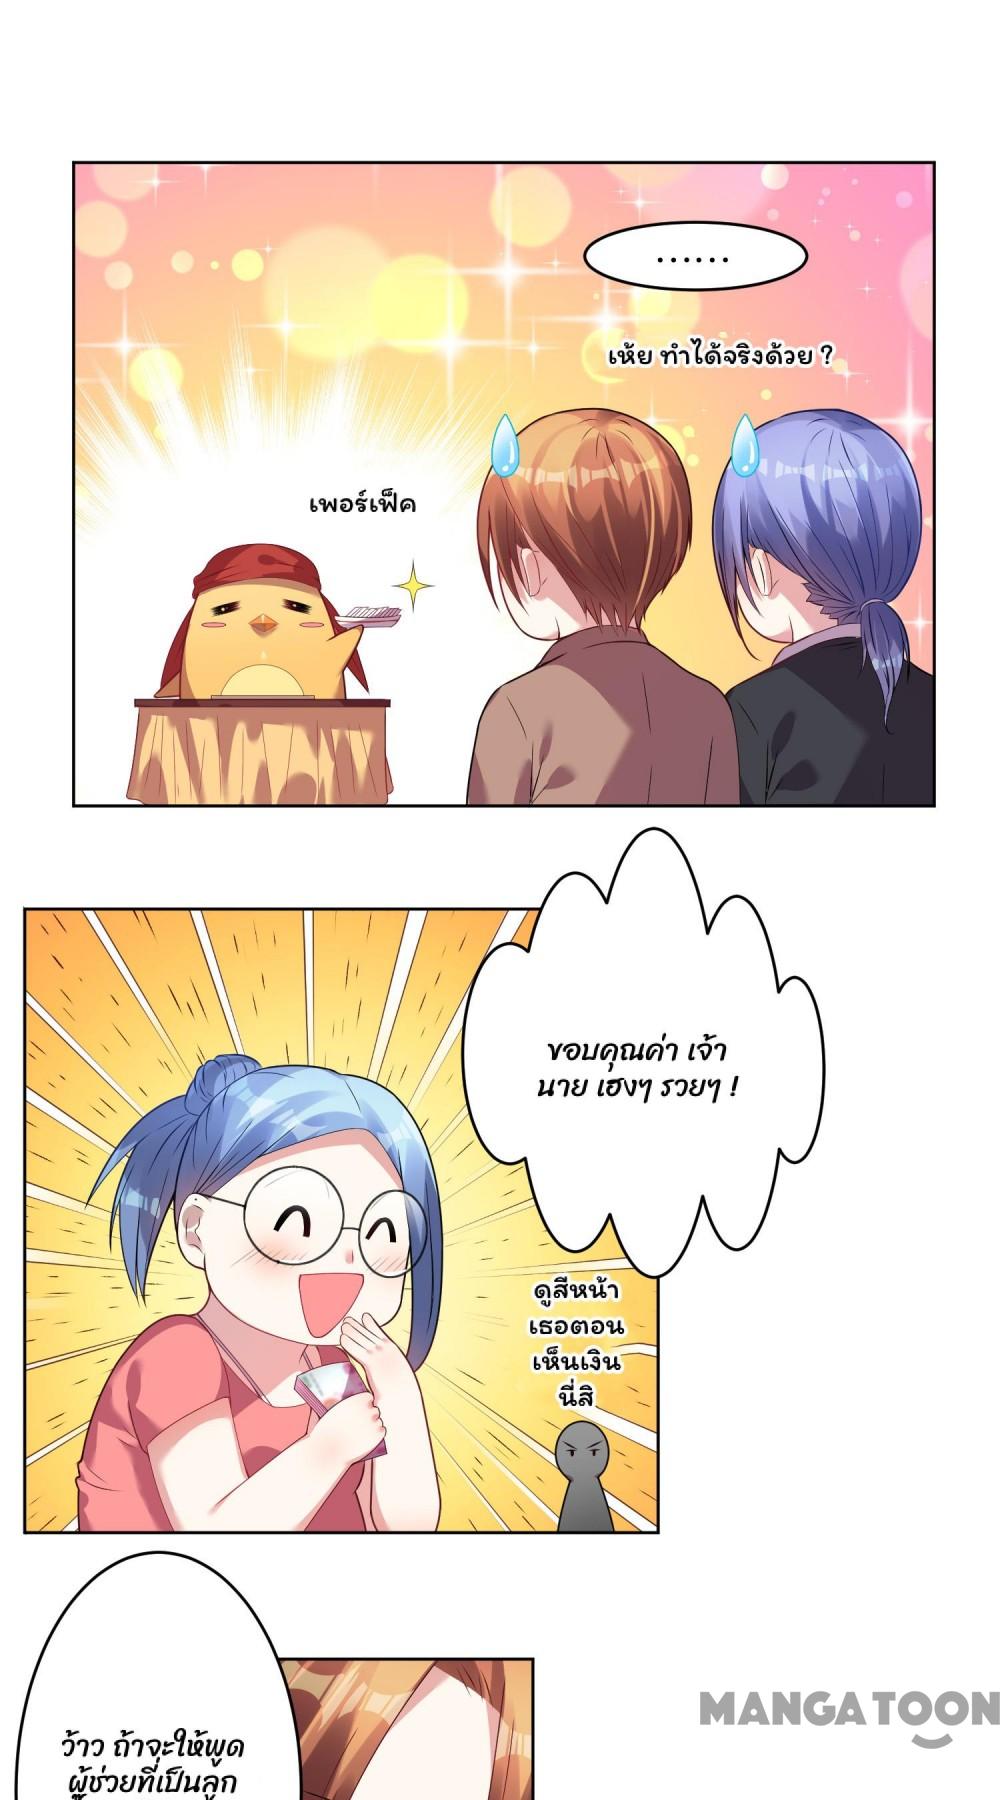 ......
เห้ย ทำได้จริงด้วย ?
เพอร์เฟ็ค
ขอบคุณค่า เจ้า
นาย เฮงๆ รวยๆ !
ดูสีหน้า
เธอตอน
เห็นเงิน
นี่สิ
MANGATOON
ว้าว ถ้าจะให้พูด
ผู้ช่วยที่เป็นลูก